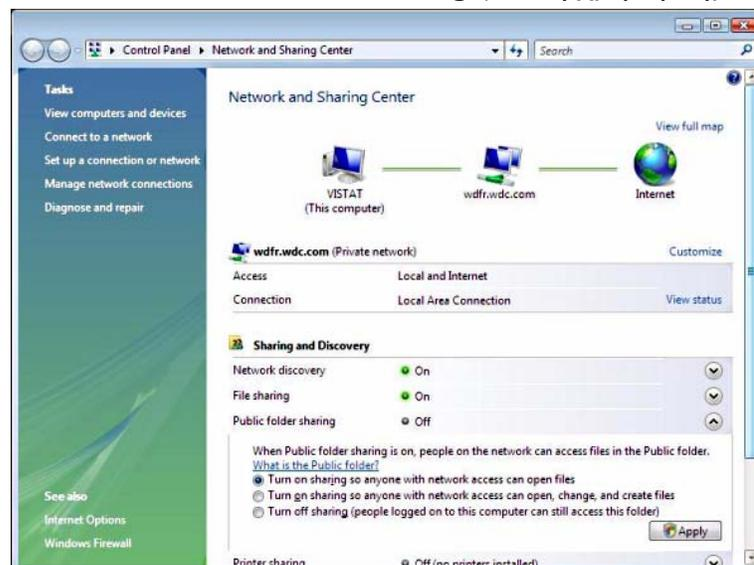 Control Panel ▸ Network and Sharing Center
Search
Tasks
View computers and devices
Connect to a network
Set up a connection or network
Manage network connections
Diagnose and repair
See also
Internet Options
Windows Firewall
Network and Sharing Center
View full map
VISTAT
(This computer)
wdfr.wdc.com
Internet
wdfr.wdc.com (Private network)
Customize
Access Local and Internet
Connection Local Area Connection View status
Sharing and Discovery
Network discovery On
File sharing On
Public folder sharing Off
When Public folder sharing is on, people on the network can access files in the Public folder.
What is the Public folder?
Turn on sharing so anyone with network access can open files
Turn on sharing so anyone with network access can open, change, and create files
Turn off sharing (people logged on to this computer can still access this folder)
Apply
Printer sharing Off (no printers installed)